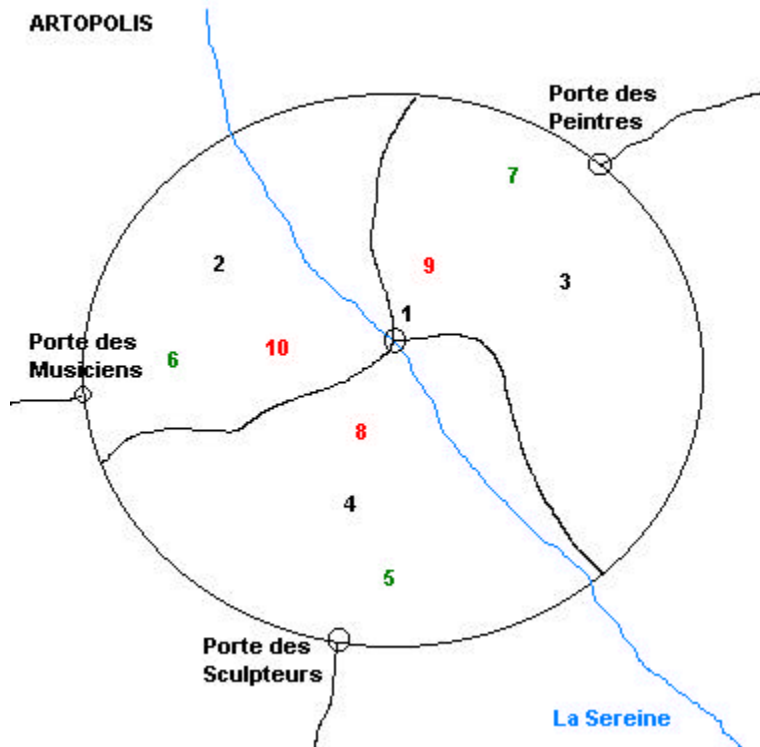 ARTOPOLIS
Porte des
Peintres
7
2
9
3
1
Porte des
Musiciens
6
10
8
4
5
Porte des
Sculpteurs
La Sereine